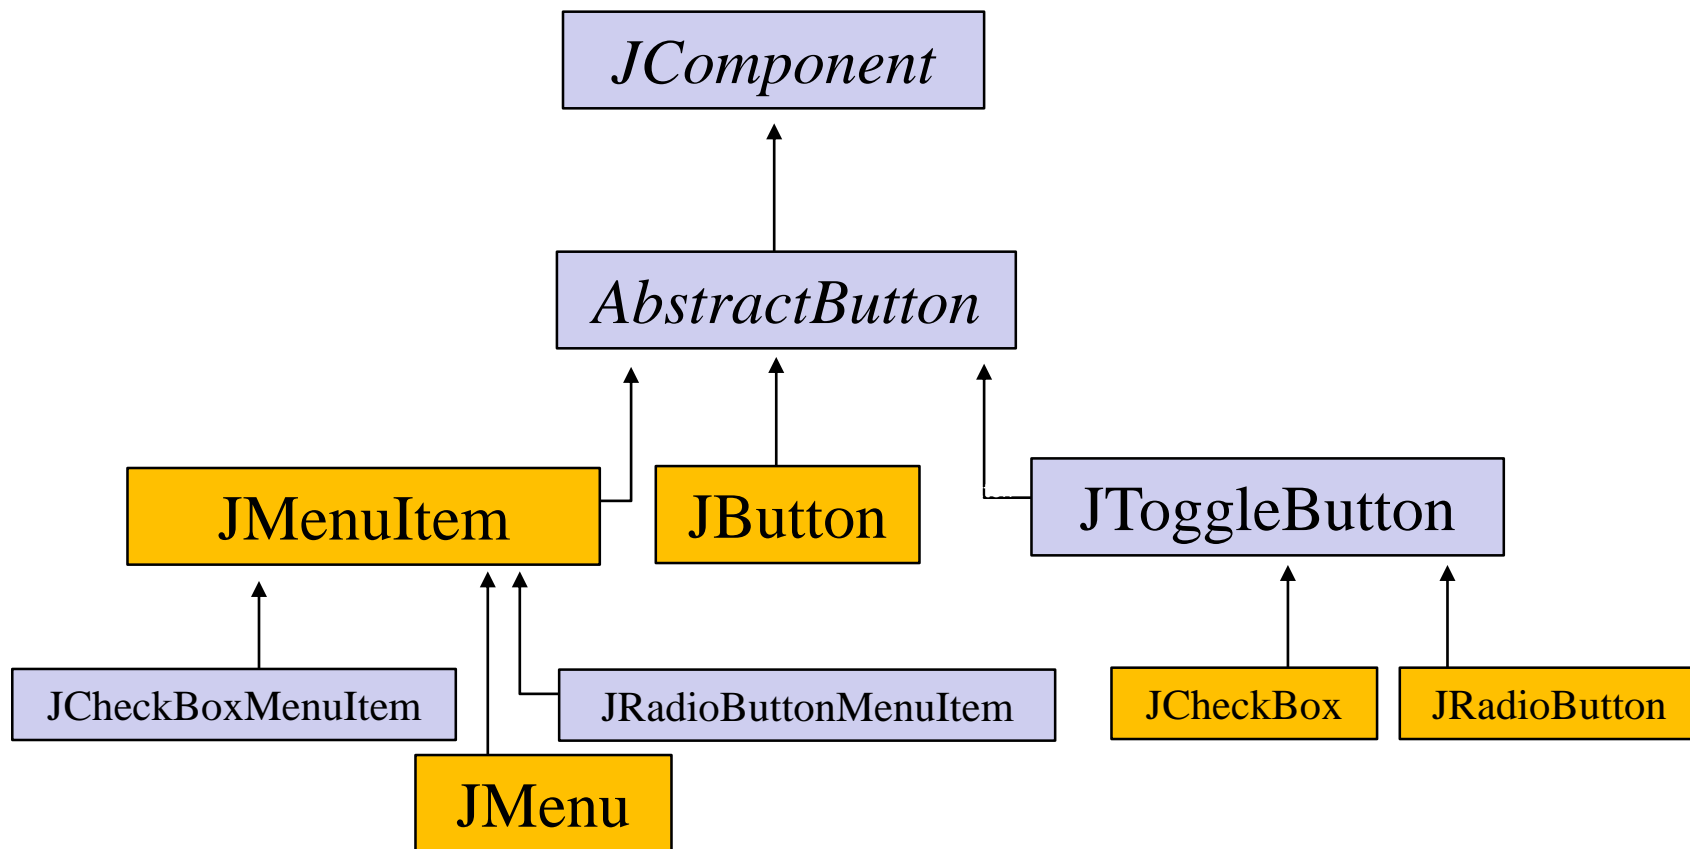 JComponent
AbstractButton
JMenuItem
JButton
JToggleButton
JCheckBoxMenuItem
JRadioButtonMenuItem
JCheckBox
JRadioButton
JMenu